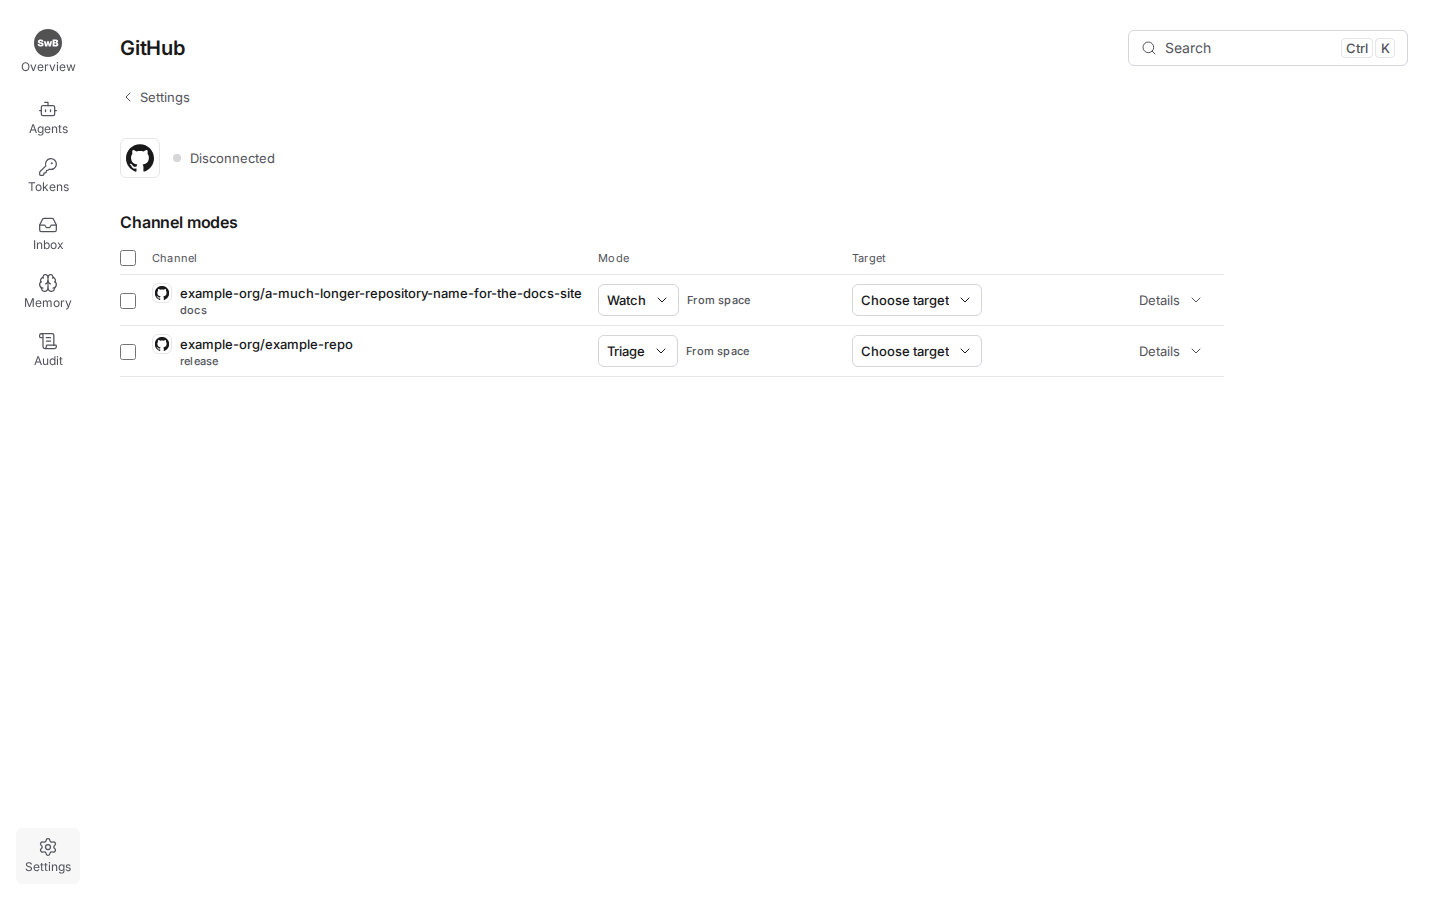 SwB
Overview
Agents
Tokens
Inbox
Memory
Audit
Settings
GitHub
Search Ctrl K
Settings
Disconnected
Channel modes
Channel Mode Target
example-org/a-much-longer-repository-name-for-the-docs-site
docs
Watch From space Choose target Details
example-org/example-repo
release
Triage From space Choose target Details